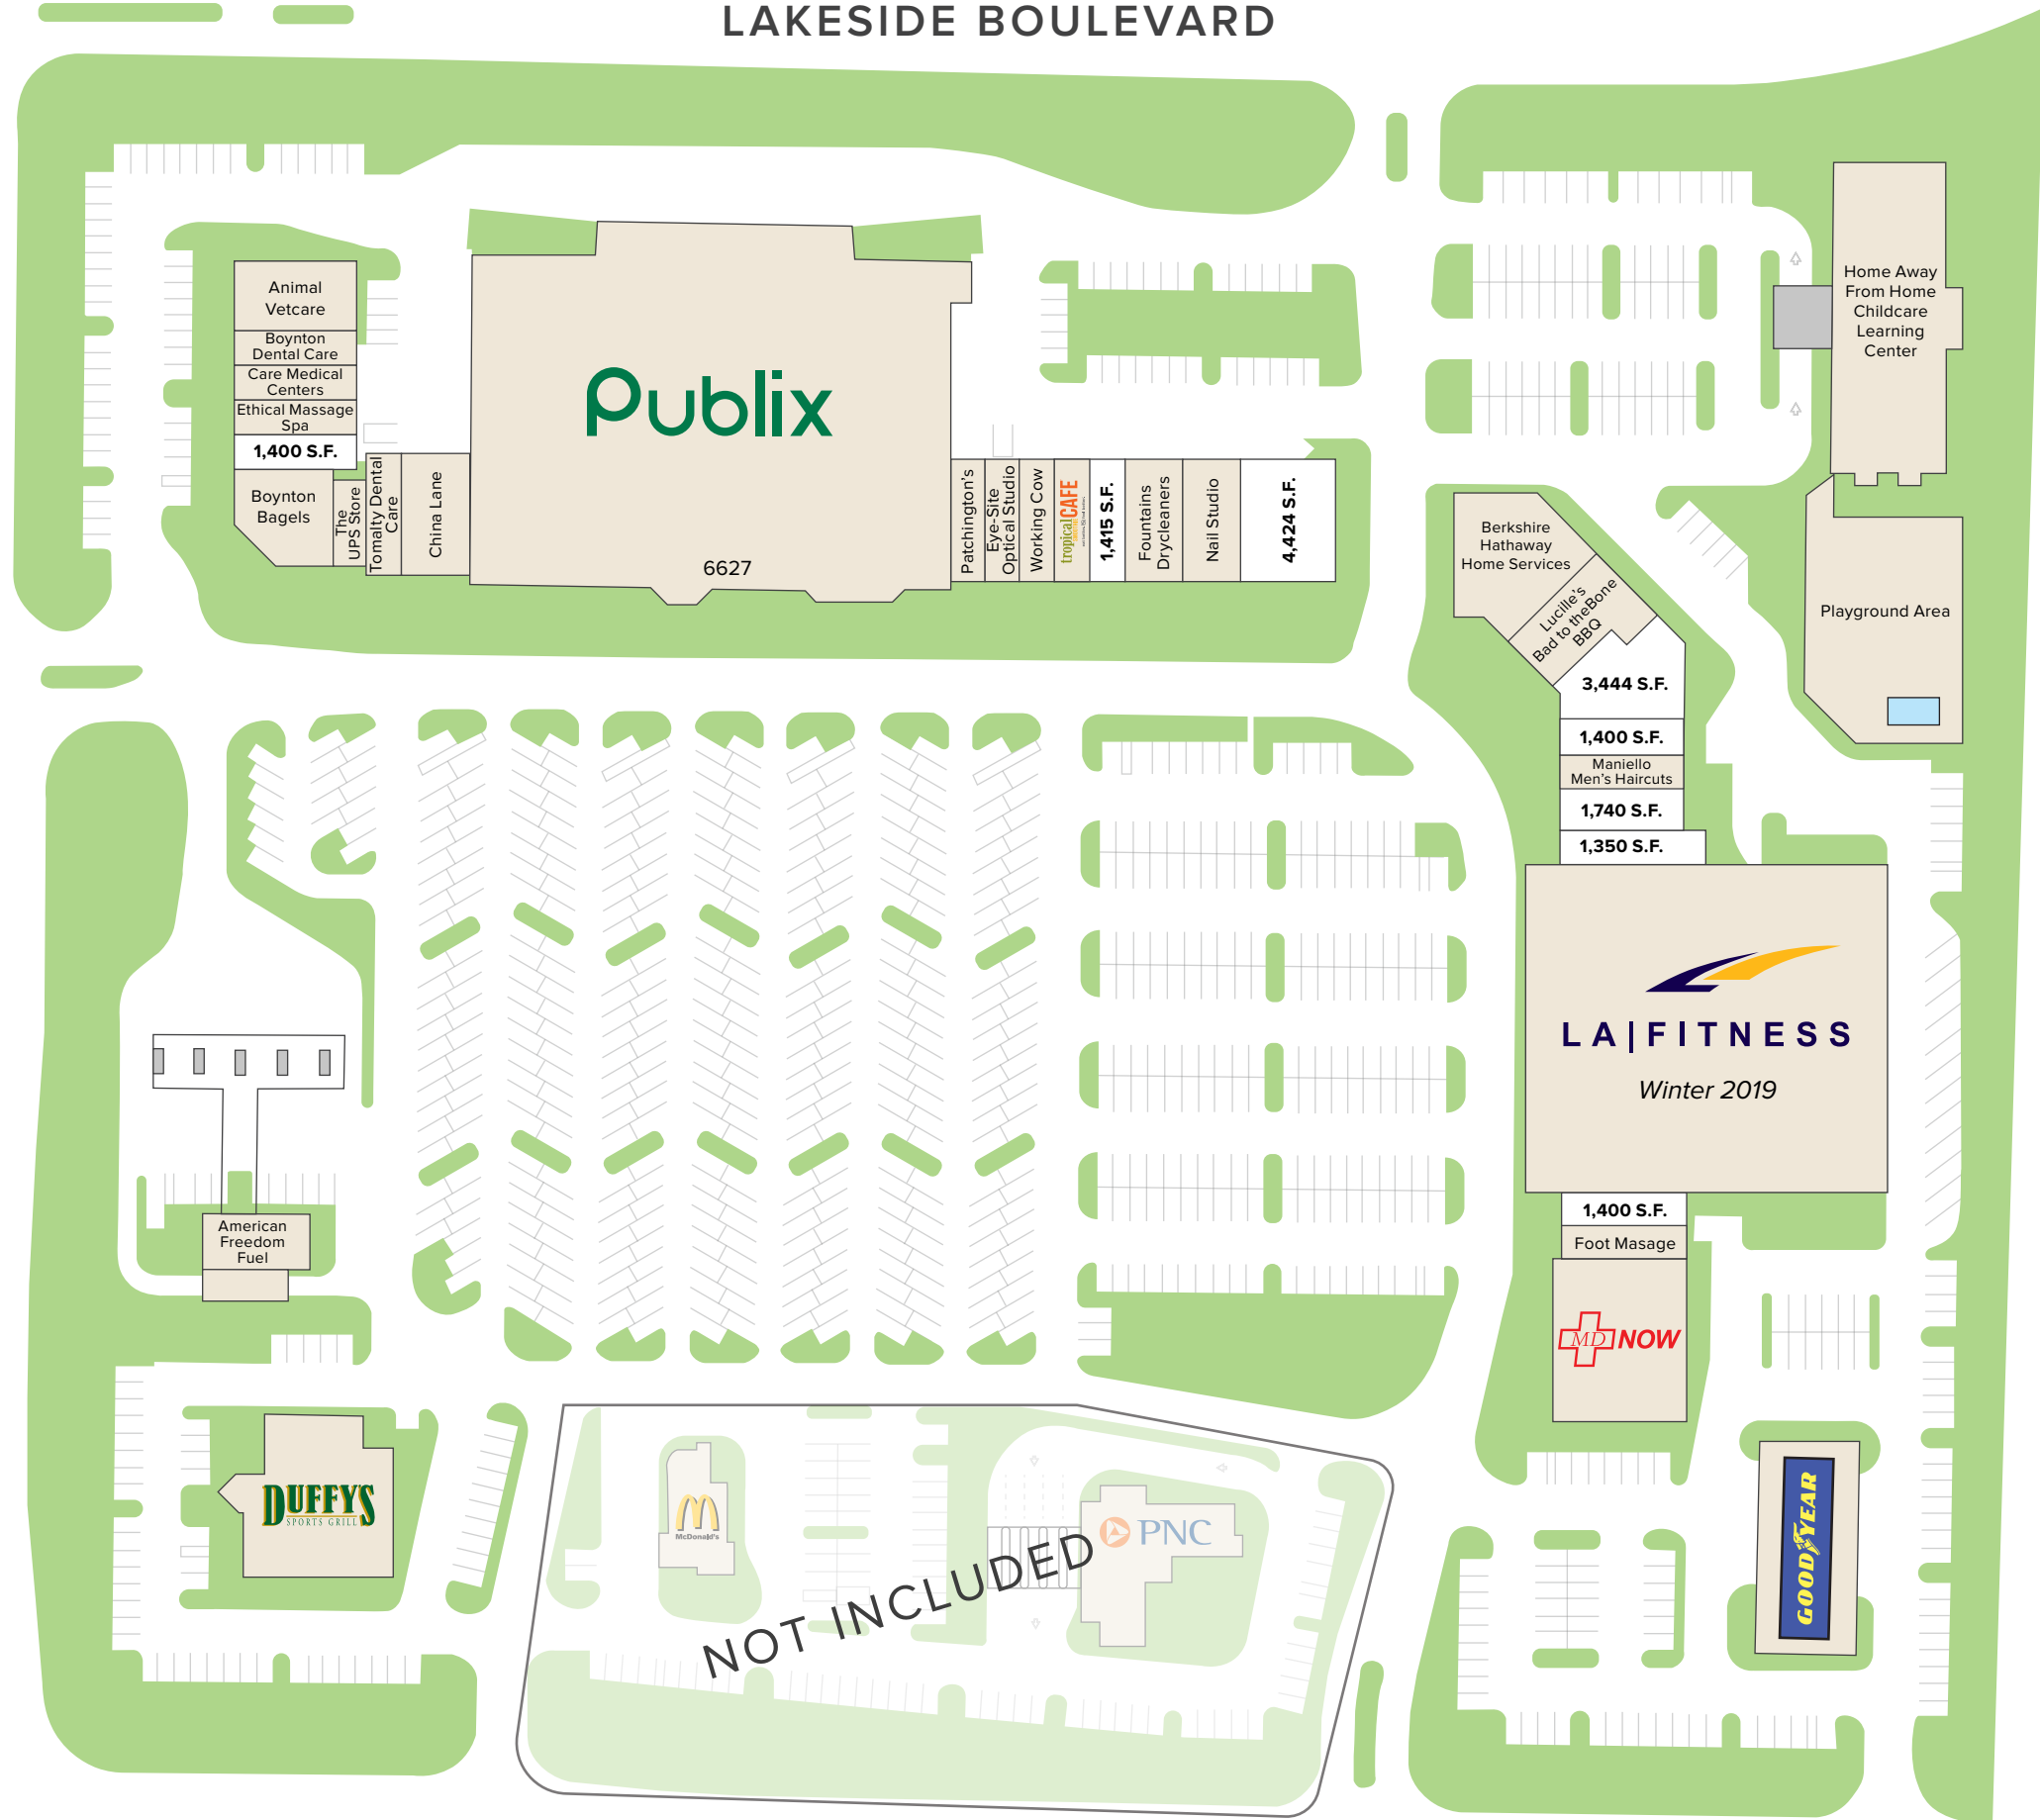 LAKESIDE BOULEVARD
Animal
Vetcare
Boynton
Dental Care
Care Medical
Centers
Ethical Massage
Spa
1,400 S.F.
Boynton
Bagels
The
UPS Store
Tomalty Dental
Care
China Lane
Publix
6627
Patchington's
Eye-Site
Optical Studio
Working Cow
tropical CAFE
1,415 S.F.
Fountains
Drycleaners
Nail Studio
4,424 S.F.
Home Away
From Home
Childcare
Learning
Center
Playground Area
Berkshire
Hathaway
Home Services
Lucille's
Bad to theBone
BBQ
3,444 S.F.
1,400 S.F.
Maniello
Men's Haircuts
1,740 S.F.
1,350 S.F.
LA|FITNESS
Winter 2019
1,400 S.F.
Foot Masage
MD NOW
American
Freedom
Fuel
DUFFY'S
SPORTS GRILL
McDonald's
PNC
NOT INCLUDED
GOODYEAR